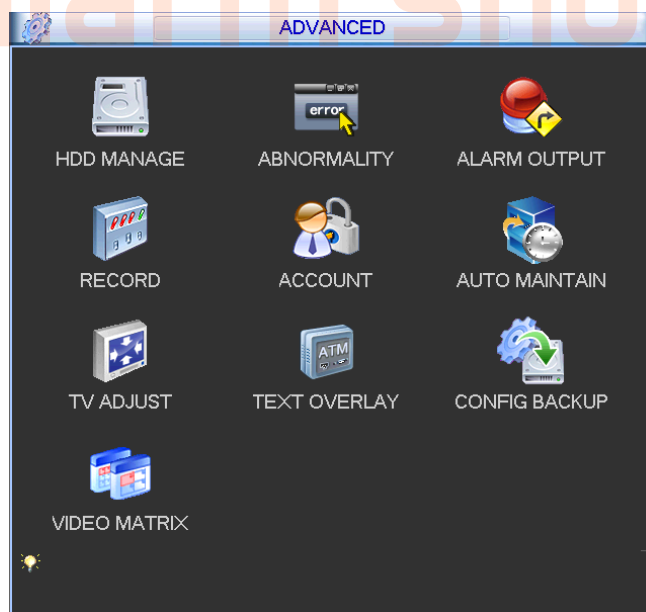 ADVANCED
error
HDD MANAGE ABNORMALITY ALARM OUTPUT
RECORD ACCOUNT AUTO MAINTAIN
ATM
TV ADJUST TEXT OVERLAY CONFIG BACKUP
VIDEO MATRIX